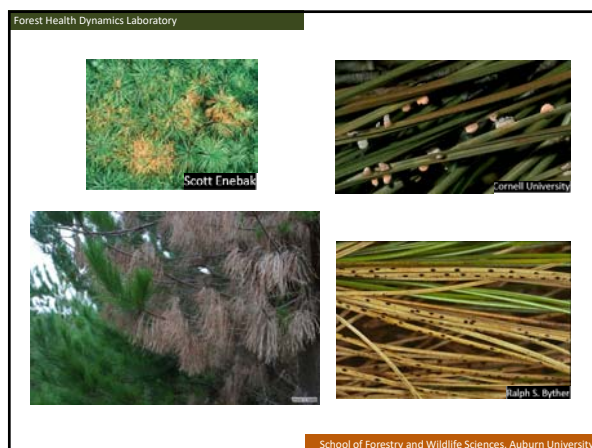 Forest Health Dynamics Laboratory
Scott Enebak
Cornell University
Ralph S. Byther
School of Forestry and Wildlife Sciences, Auburn University